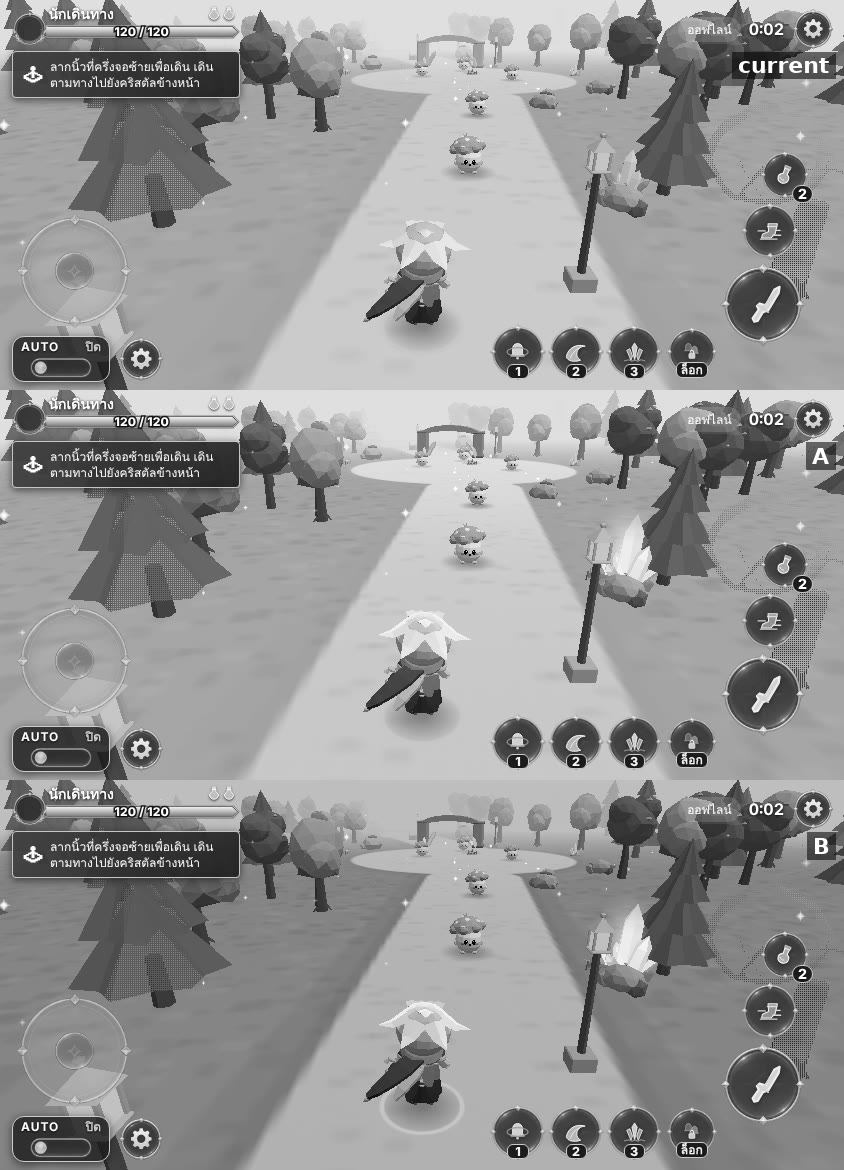 นักเดินทาง
120 / 120
ออฟไลน์ 0:02
current
ลากนิ้วที่ครึ่งจอซ้ายเพื่อเดิน เดิน
ตามทางไปยังคริสตัลข้างหน้า
2
AUTO ปิด
1 2 3 ล็อก
นักเดินทาง
120 / 120
ออฟไลน์ 0:02
A
ลากนิ้วที่ครึ่งจอซ้ายเพื่อเดิน เดิน
ตามทางไปยังคริสตัลข้างหน้า
2
AUTO ปิด
1 2 3 ล็อก
นักเดินทาง
120 / 120
ออฟไลน์ 0:02
B
ลากนิ้วที่ครึ่งจอซ้ายเพื่อเดิน เดิน
ตามทางไปยังคริสตัลข้างหน้า
2
AUTO ปิด
1 2 3 ล็อก